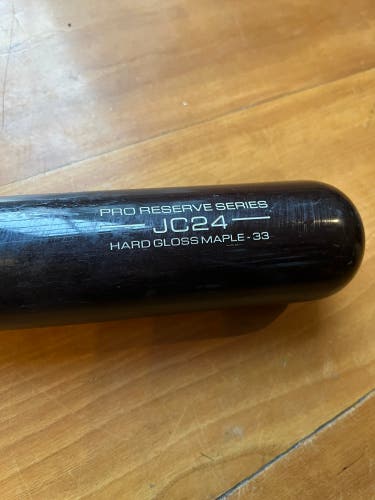 PRO RESERVE SERIES
JC24
HARD GLOSS MAPLE - 33